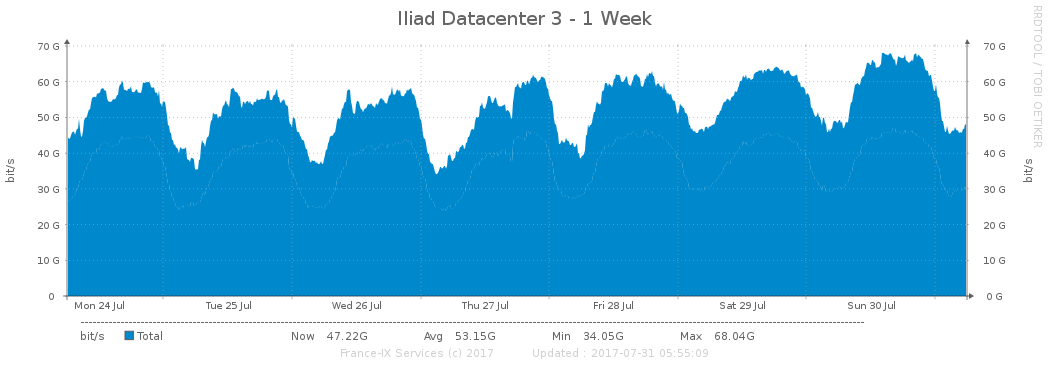 Iliad Datacenter 3 - 1 Week
RRDTOOL / TOBI OETIKER
bit/s
70 G 70 G
60 G 60 G
50 G 50 G
40 G 40 G
30 G 30 G
20 G 20 G
10 G 10 G
0 0 G
bit/s
Mon 24 Jul Tue 25 Jul Wed 26 Jul Thu 27 Jul Fri 28 Jul Sat 29 Jul Sun 30 Jul
bit/s Total Now 47.22G Avg 53.15G Min 34.05G Max 68.04G
France-IX Services (c) 2017 Updated : 2017-07-31 05:55:09